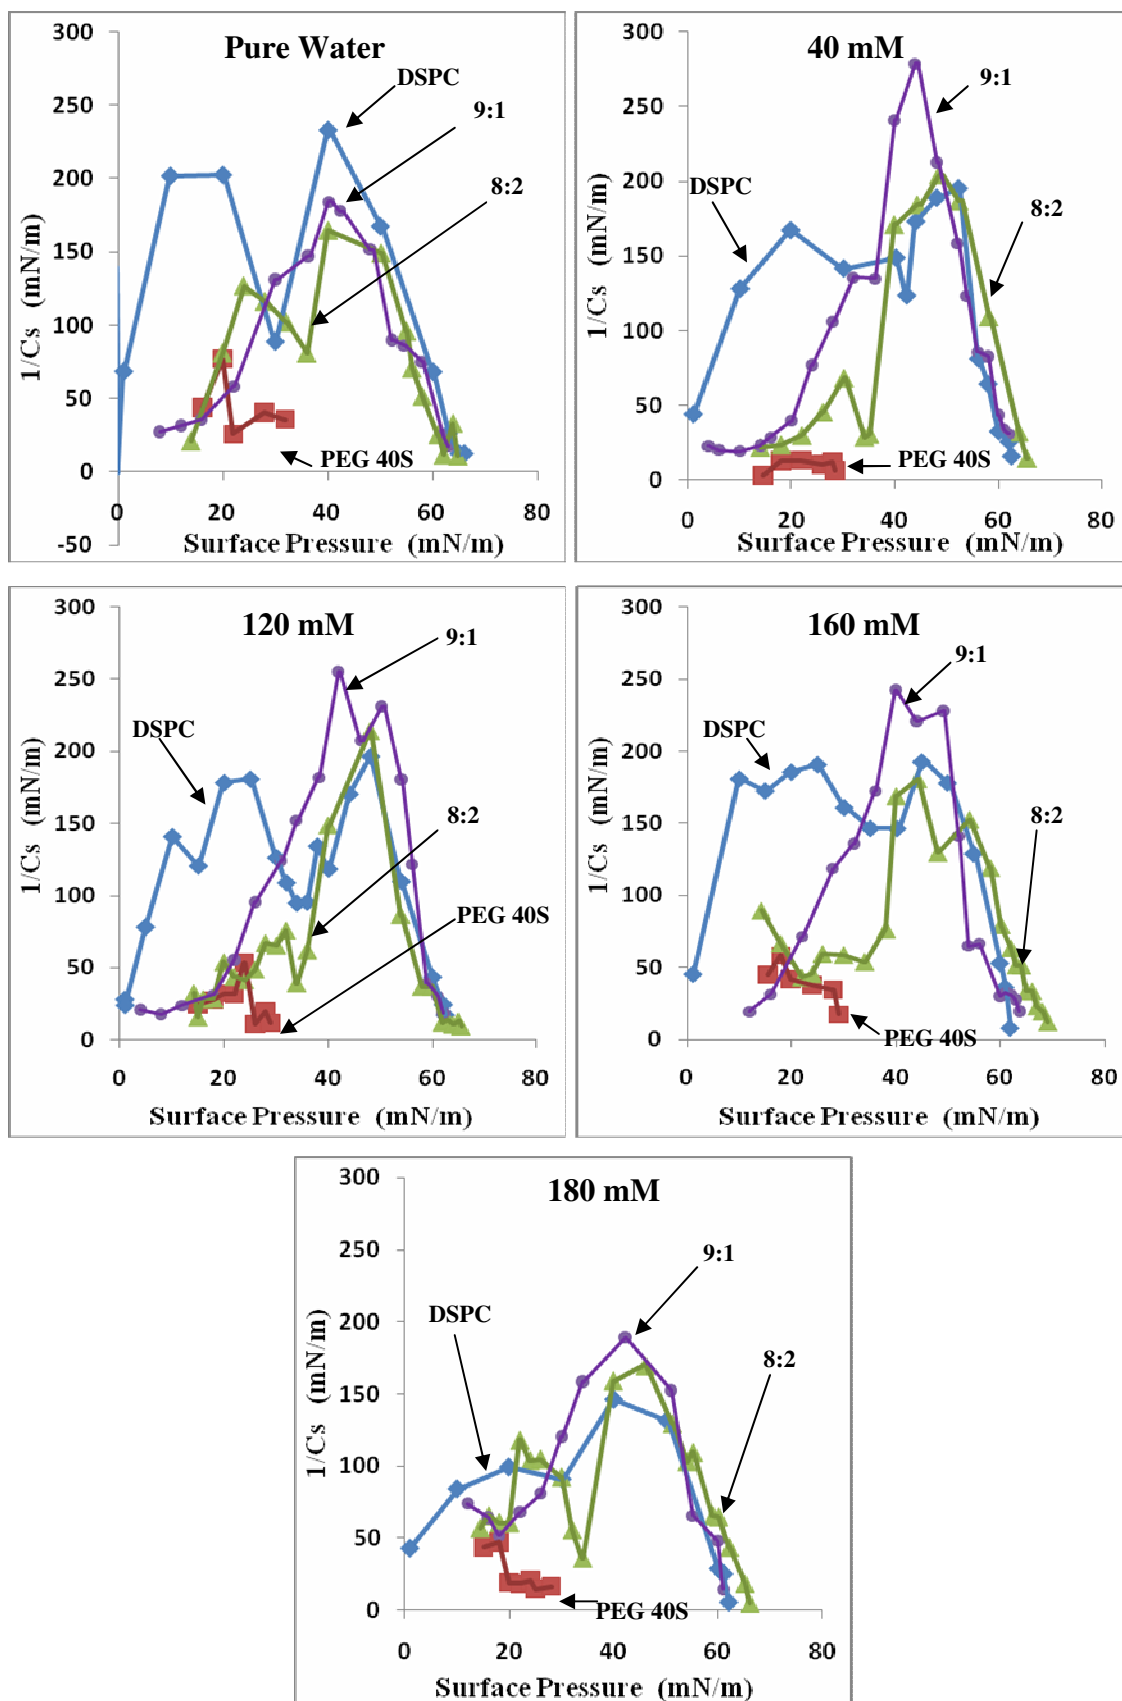 Pure Water
DSPC
9:1
8:2
PEG 40S
1/Cs (mN/m)
300
250
200
150
100
50
0
-50
0 20 40 60 80
Surface Pressure (mN/m)
40 mM
9:1
DSPC
8:2
PEG 40S
1/Cs (mN/m)
300
250
200
150
100
50
0
0 20 40 60 80
Surface Pressure (mN/m)
120 mM
9:1
DSPC
8:2
PEG 40S
1/Cs (mN/m)
300
250
200
150
100
50
0
0 20 40 60 80
Surface Pressure (mN/m)
160 mM
9:1
DSPC
8:2
PEG 40S
1/Cs (mN/m)
300
250
200
150
100
50
0
0 20 40 60 80
Surface Pressure (mN/m)
180 mM
9:1
DSPC
8:2
PEG 40S
1/Cs (mN/m)
300
250
200
150
100
50
0
0 20 40 60 80
Surface Pressure (mN/m)